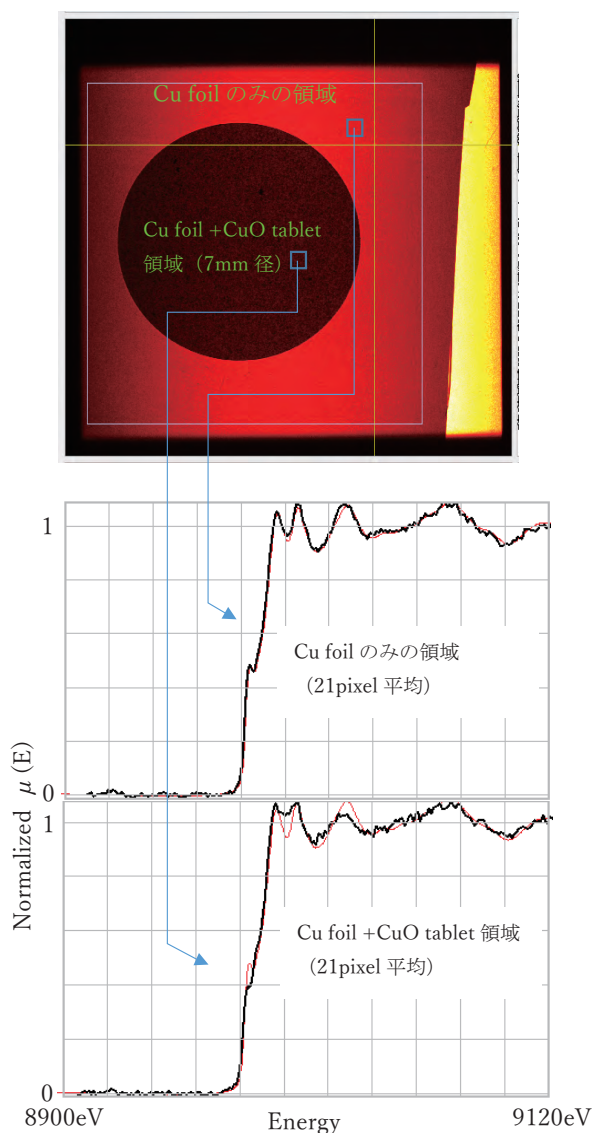 Cu foil のみの領域
Cu foil +CuO tablet
領域（7mm 径）
1
Cu foil のみの領域
（21pixel 平均）
0
Normalized μ (E)
1
Cu foil +CuO tablet 領域
（21pixel 平均）
0
8900eV
Energy
9120eV